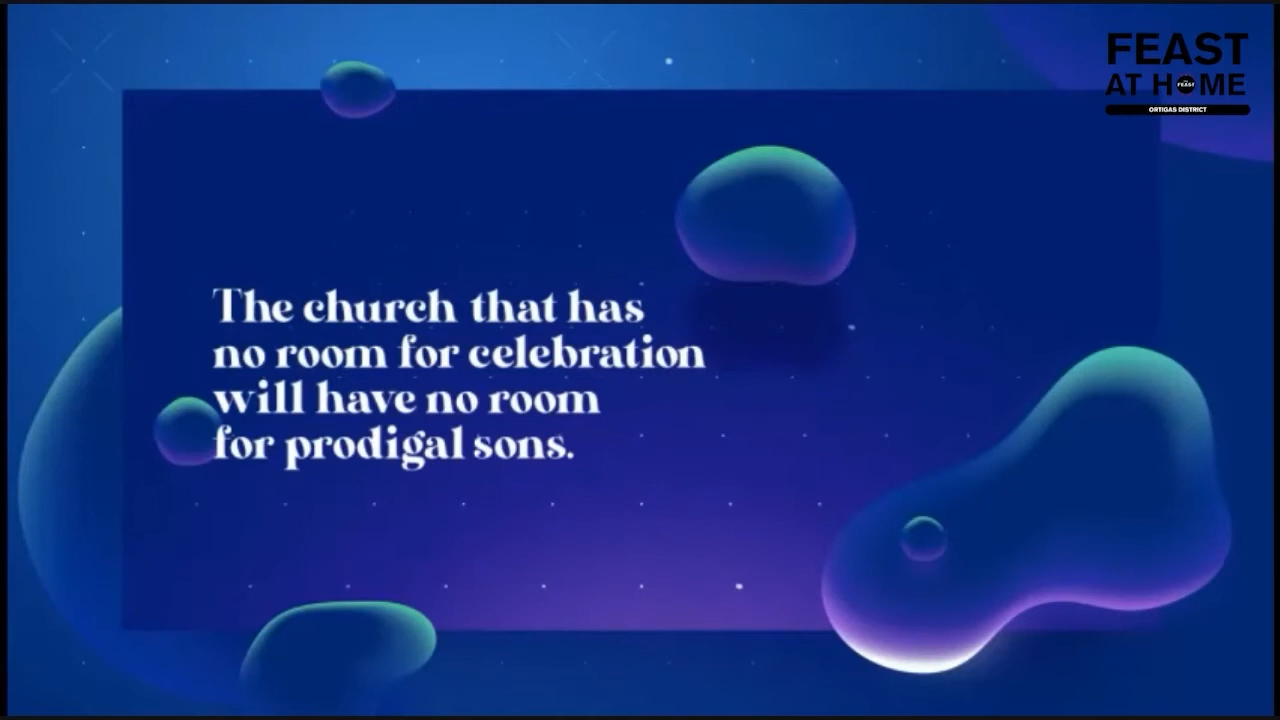 FEAST
AT HOME
FEAST
ORTIGAS DISTRICT
The church that has
no room for celebration
will have no room
for prodigal sons.